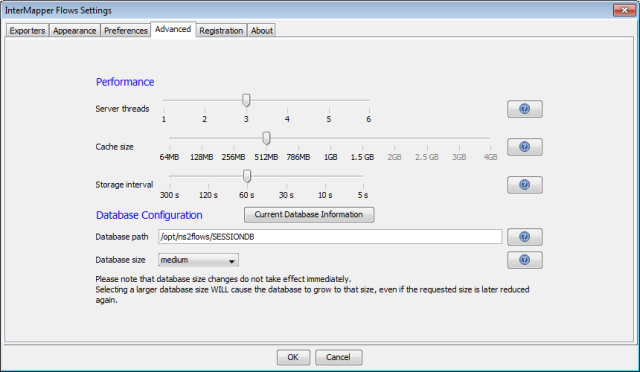 InterMapper Flows Settings
Exporters Appearance Preferences Advanced Registration About
Performance
Server threads
1 2 3 4 5 6
Cache size
64MB 128MB 256MB 512MB 786MB 1GB 1.5 GB 2GB 2.5 GB 3GB 4GB
Storage interval
300 s 120 s 60 s 30 s 10 s 5 s
Database Configuration Current Database Information
Database path /opt/ns2flows/SESSIONDB
Database size medium
Please note that database size changes do not take effect immediately.
Selecting a larger database size WILL cause the database to grow to that size, even if the requested size is later reduced
again.
OK Cancel